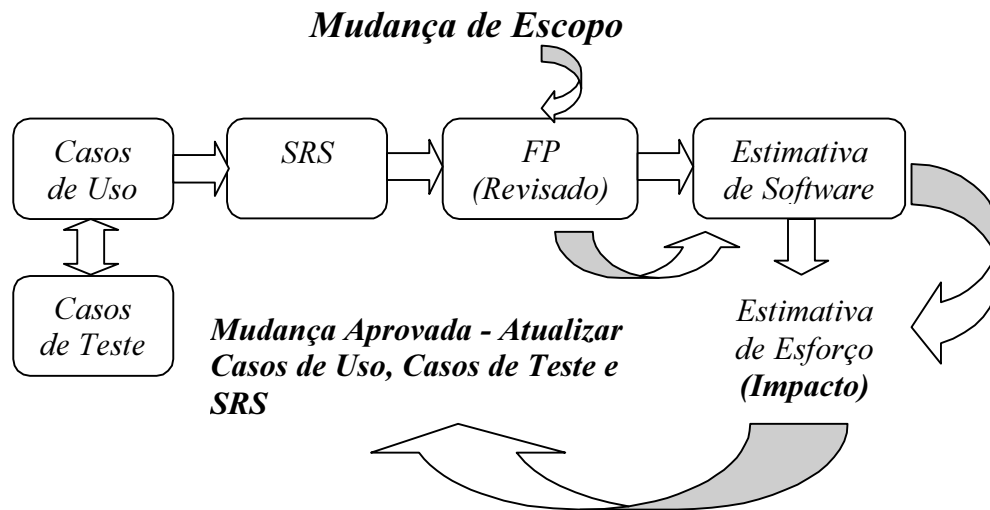 Mudança de Escopo
Casos
de Uso
SRS
FP
(Revisado)
Estimativa
de Software
Casos
de Teste
Mudança Aprovada - Atualizar
Casos de Uso, Casos de Teste e
SRS
Estimativa
de Esforço
(Impacto)